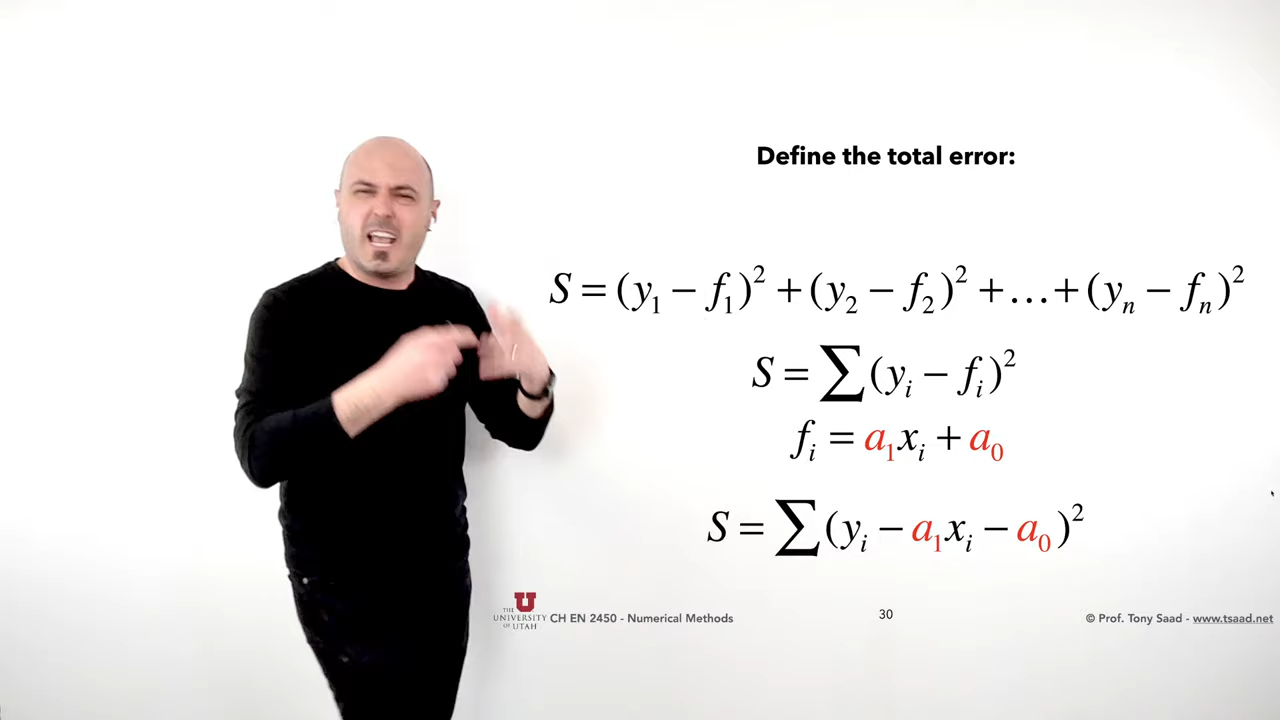 Define the total error:
S = (y₁ − f₁)² + (y₂ − f₂)² + … + (yₙ − fₙ)²
S = ∑(yᵢ − fᵢ)²
fᵢ = a₁xᵢ + a₀
S = ∑(yᵢ − a₁xᵢ − a₀)²
THE
UNIVERSITY
OF UTAH
CH EN 2450 - Numerical Methods
30
© Prof. Tony Saad - www.tsaad.net